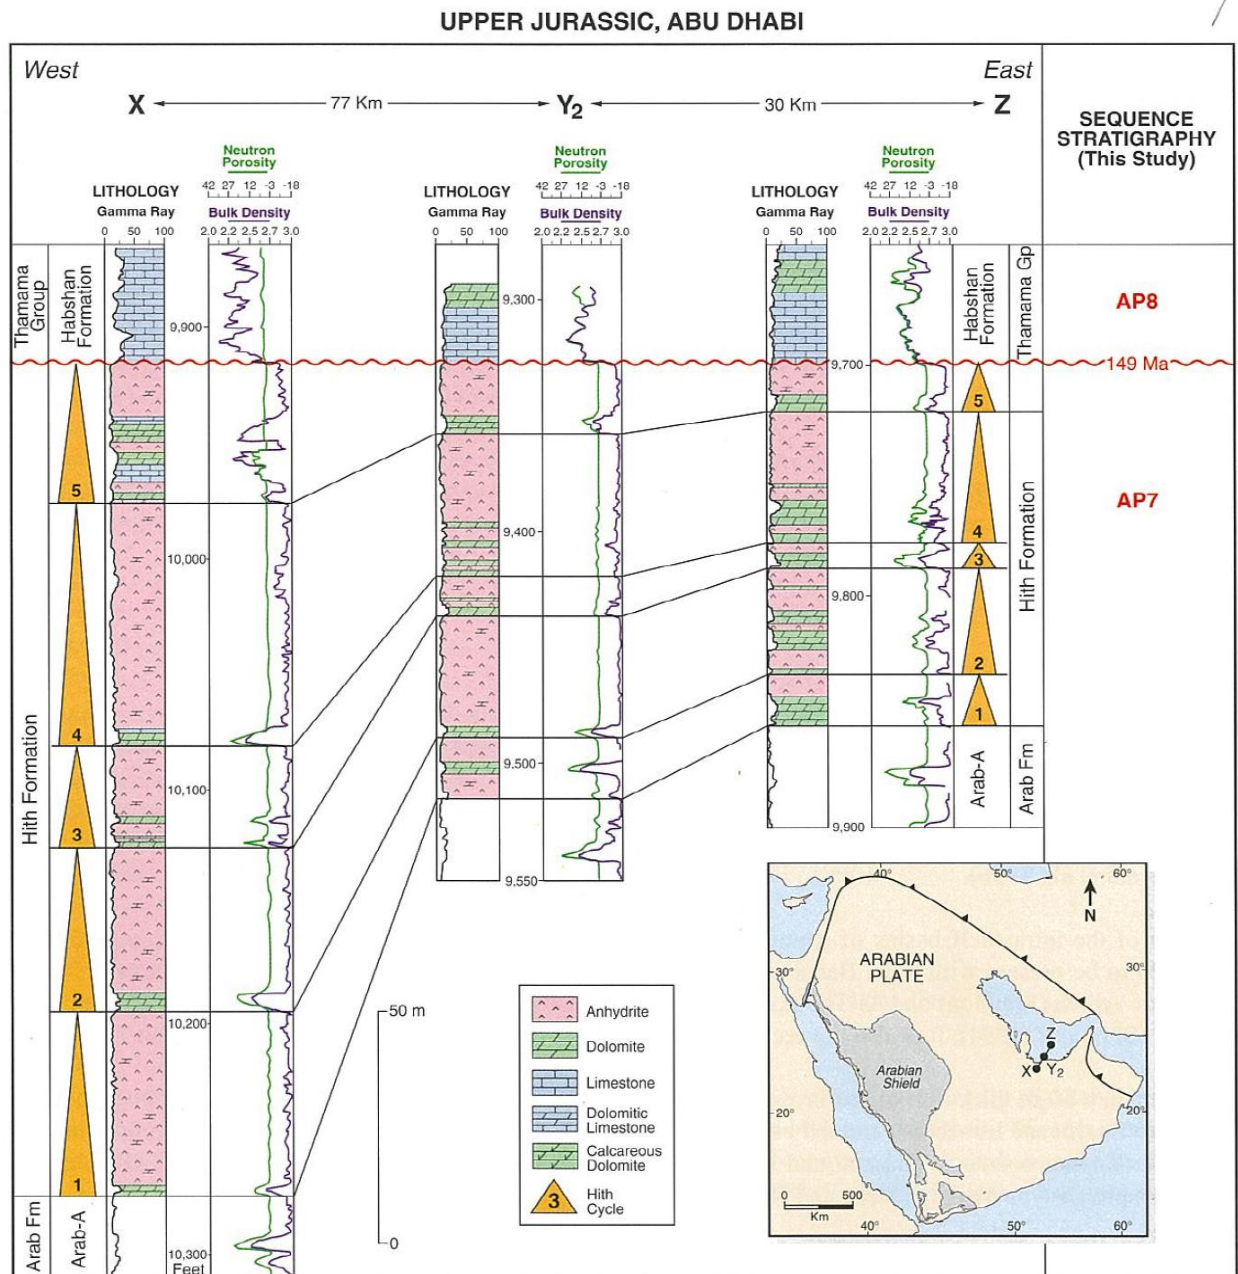 UPPER JURASSIC, ABU DHABI
West
East
X
77 Km
Y2
30 Km
Z
SEQUENCE
STRATIGRAPHY
(This Study)
Neutron
Porosity
42 27 12 -3 -18
LITHOLOGY
Gamma Ray
0 50 100
Bulk Density
2.0 2.2 2.5 2.7 3.0
Neutron
Porosity
42 27 12 -3 -18
LITHOLOGY
Gamma Ray
0 50 100
Bulk Density
2.0 2.2 2.5 2.7 3.0
Neutron
Porosity
42 27 12 -3 -18
LITHOLOGY
Gamma Ray
0 50 100
Bulk Density
2.0 2.2 2.5 2.7 3.0
Thamama
Group
Habshan
Formation
9,900
9,300
Habshan
Formation
Thamama Gp
AP8
149 Ma
9,700
5
5
AP7
Hith Formation
4
10,000
9,400
4
3
9,800
2
1
Hith Formation
10,100
3
9,500
Arab-A
Arab Fm
9,900
9,550
2
10,200
1
Arab Fm
Arab-A
10,300
Feet
50 m
0
Anhydrite
Dolomite
Limestone
Dolomitic
Limestone
Calcareous
Dolomite
3
Hith
Cycle
40°
50°
60°
N
ARABIAN
PLATE
30°
30°
Z
X
Y2
Arabian
Shield
20°
20°
0 500
Km
40°
50°
60°